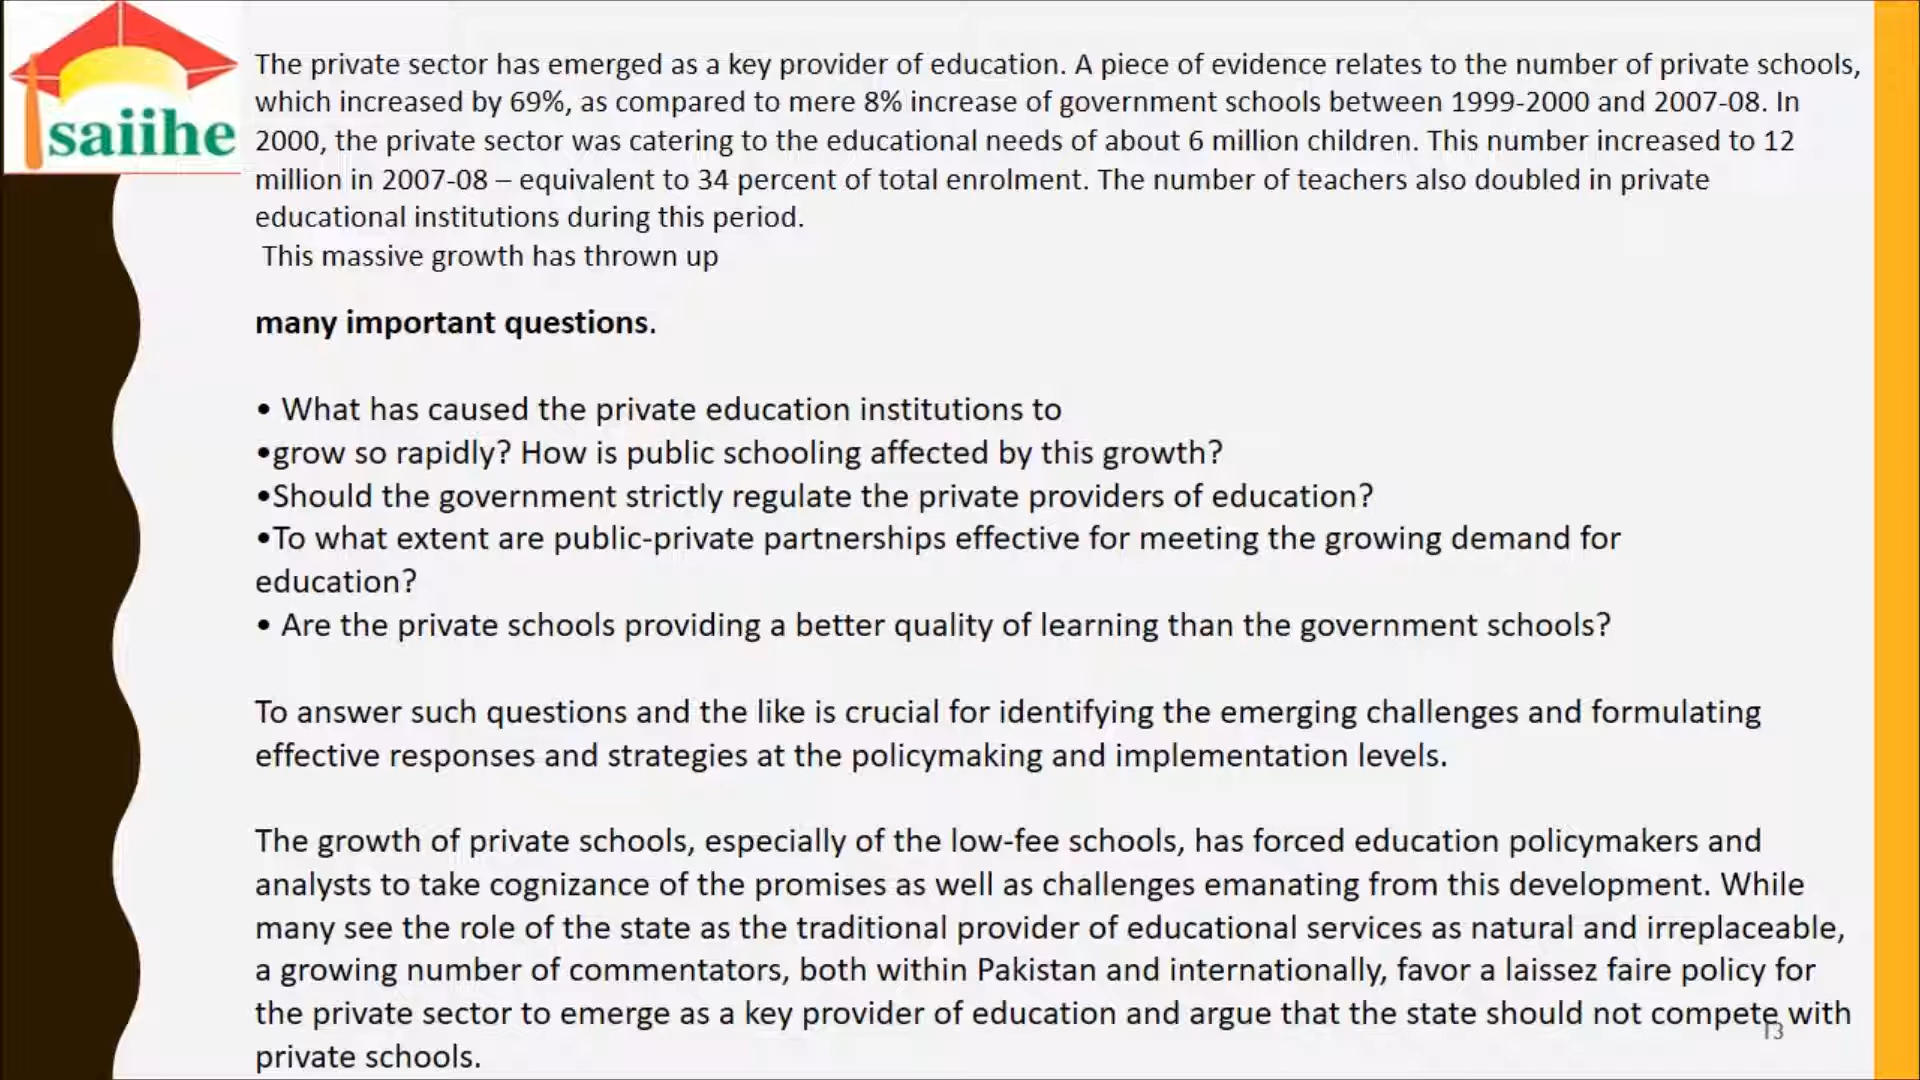 saiihe
The private sector has emerged as a key provider of education. A piece of evidence relates to the number of private schools,
which increased by 69%, as compared to mere 8% increase of government schools between 1999-2000 and 2007-08. In
2000, the private sector was catering to the educational needs of about 6 million children. This number increased to 12
million in 2007-08 – equivalent to 34 percent of total enrolment. The number of teachers also doubled in private
educational institutions during this period.
This massive growth has thrown up
many important questions.
• What has caused the private education institutions to
•grow so rapidly? How is public schooling affected by this growth?
•Should the government strictly regulate the private providers of education?
•To what extent are public-private partnerships effective for meeting the growing demand for
education?
• Are the private schools providing a better quality of learning than the government schools?
To answer such questions and the like is crucial for identifying the emerging challenges and formulating
effective responses and strategies at the policymaking and implementation levels.
The growth of private schools, especially of the low-fee schools, has forced education policymakers and
analysts to take cognizance of the promises as well as challenges emanating from this development. While
many see the role of the state as the traditional provider of educational services as natural and irreplaceable,
a growing number of commentators, both within Pakistan and internationally, favor a laissez faire policy for
the private sector to emerge as a key provider of education and argue that the state should not compete with
private schools.
13